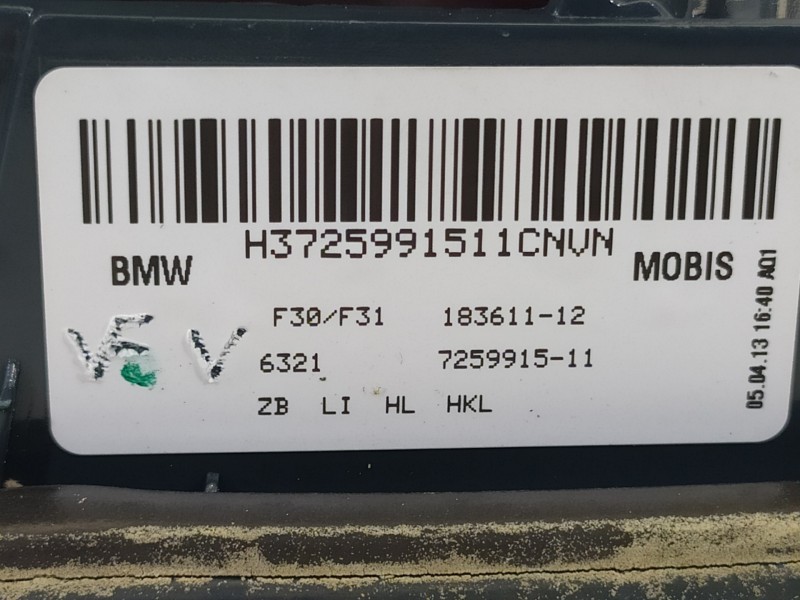 H3725991511CNVN
BMW MOBIS
F30/F31 183611-12
6321 7259915-11
ZB LI HL HKL
05.04.13 16:40 AQ1